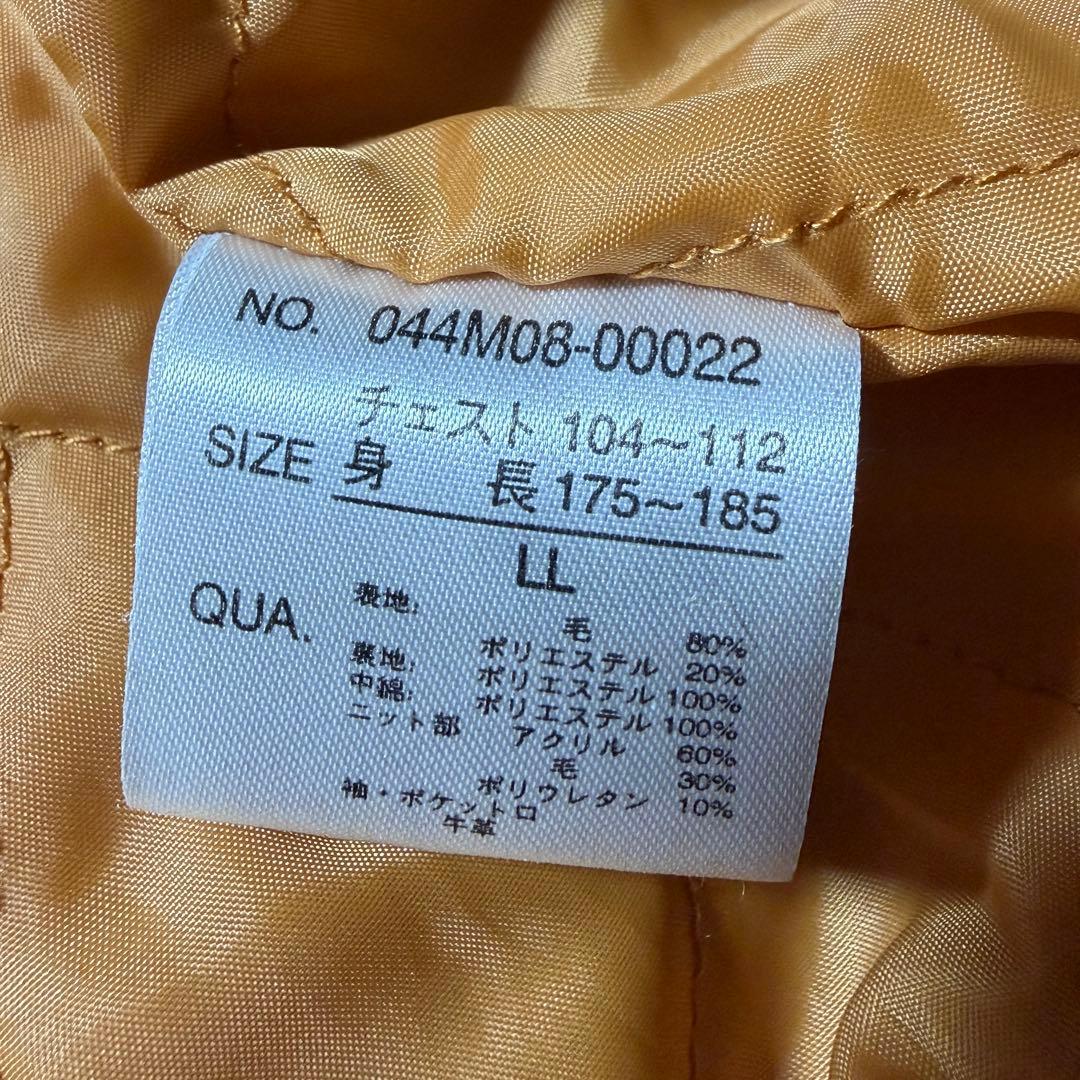 NO. 044M08-00022
チェスト 104～112
SIZE 身 長 175～185
LL
QUA. 表地: 毛 80%
ポリエステル 20%
裏地: ポリエステル 100%
中綿: ポリエステル 100%
ニット部 アクリル 60%
毛 30%
ポリウレタン 10%
袖・ポケット口
牛革